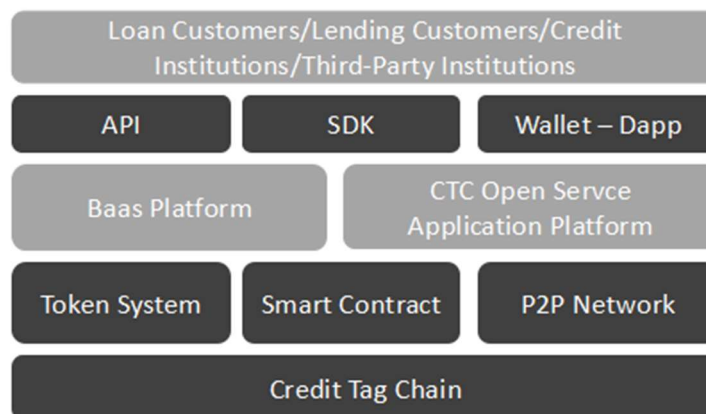 Loan Customers/Lending Customers/Credit
Institutions/Third-Party Institutions
API
SDK
Wallet – Dapp
Baas Platform
CTC Open Servce
Application Platform
Token System
Smart Contract
P2P Network
Credit Tag Chain